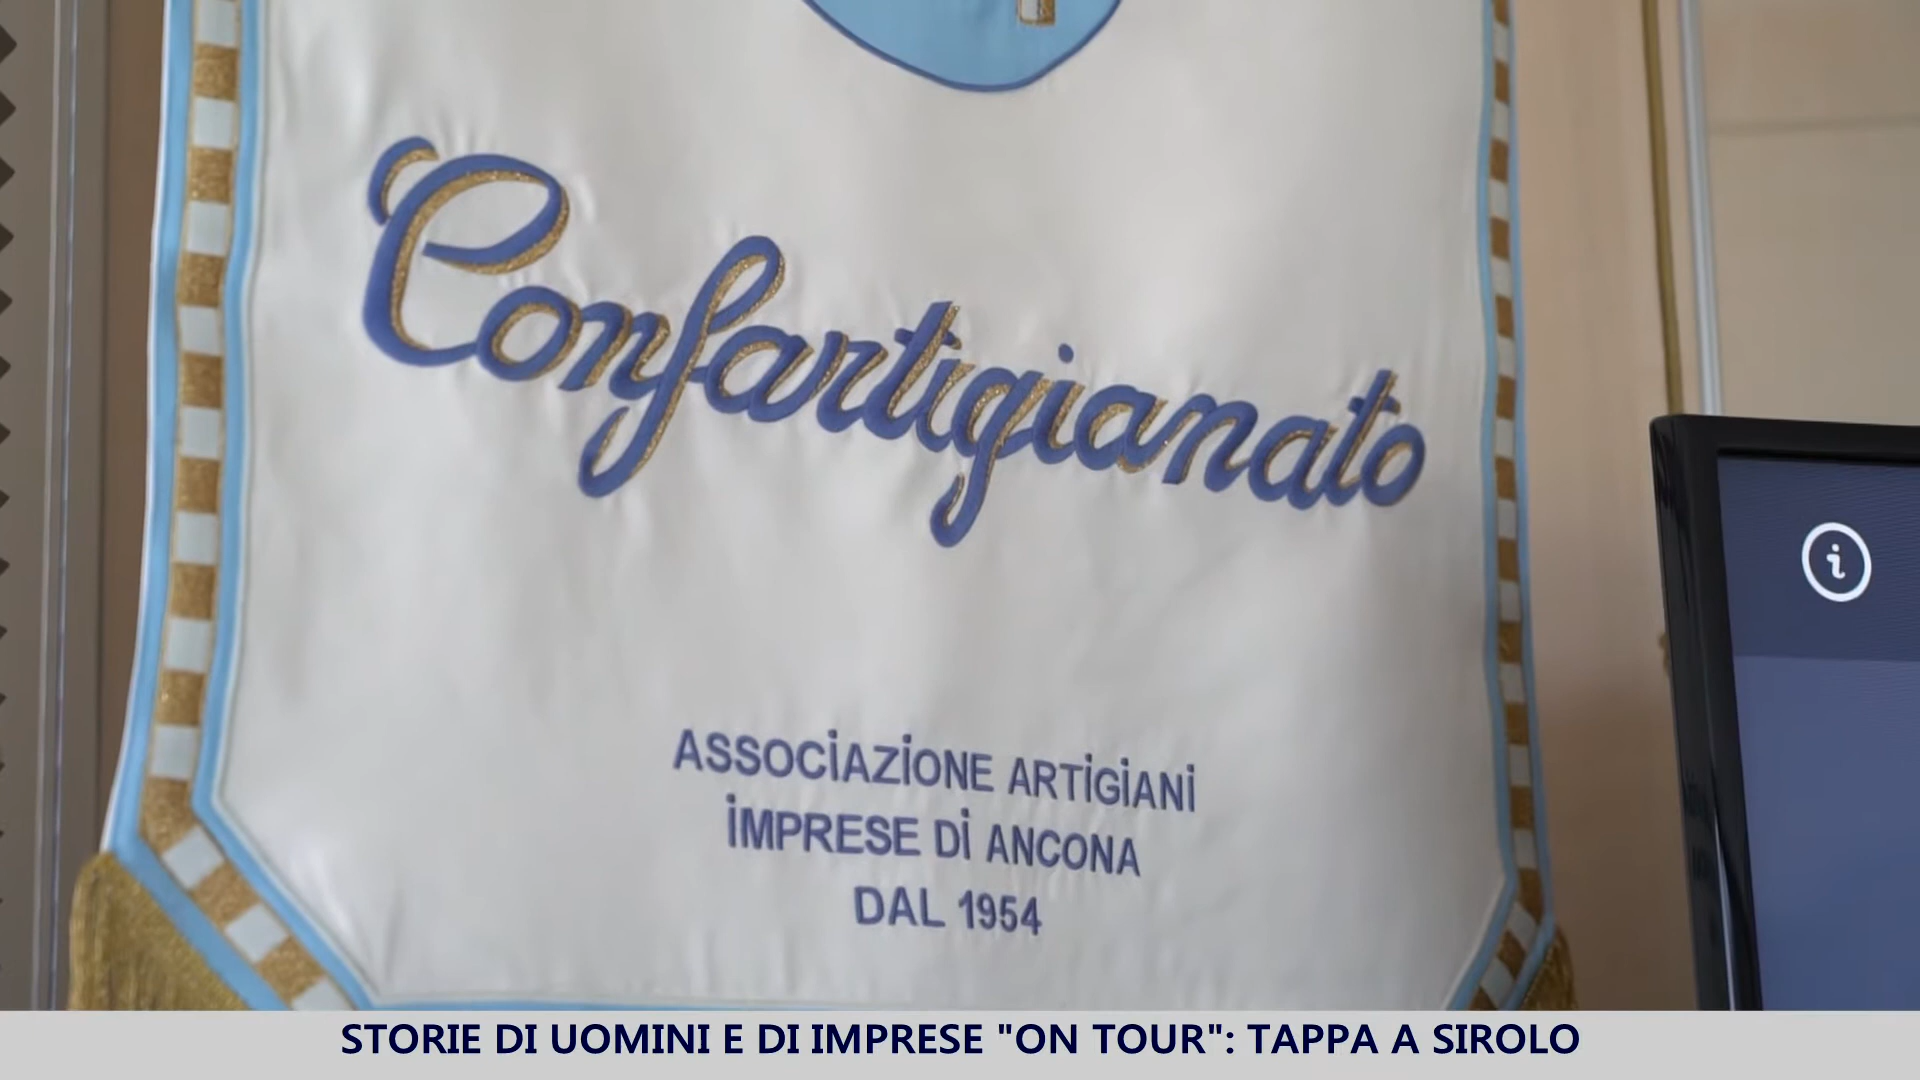 Confartigianato
ASSOCiAZiONE ARTiGiANi
iMPRESE Di ANCONA
DAL 1954
i
STORIE DI UOMINI E DI IMPRESE "ON TOUR": TAPPA A SIROLO